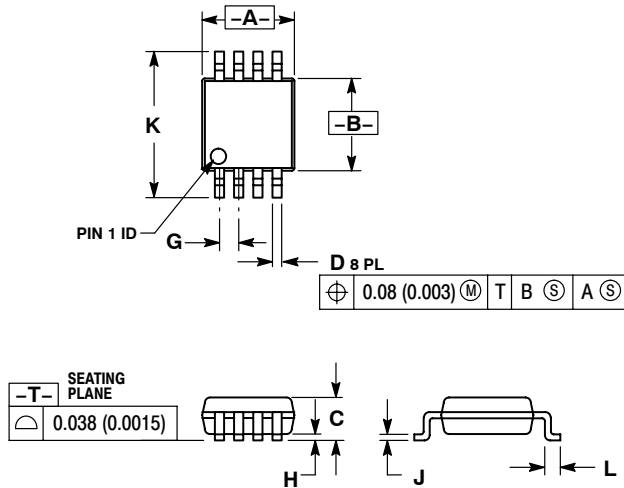 –A–
K
–B–
PIN 1 ID
G
D 8 PL
0.08 (0.003) Ⓜ T B Ⓢ A Ⓢ
–T– SEATING
PLANE
0.038 (0.0015)
C
H
J
L